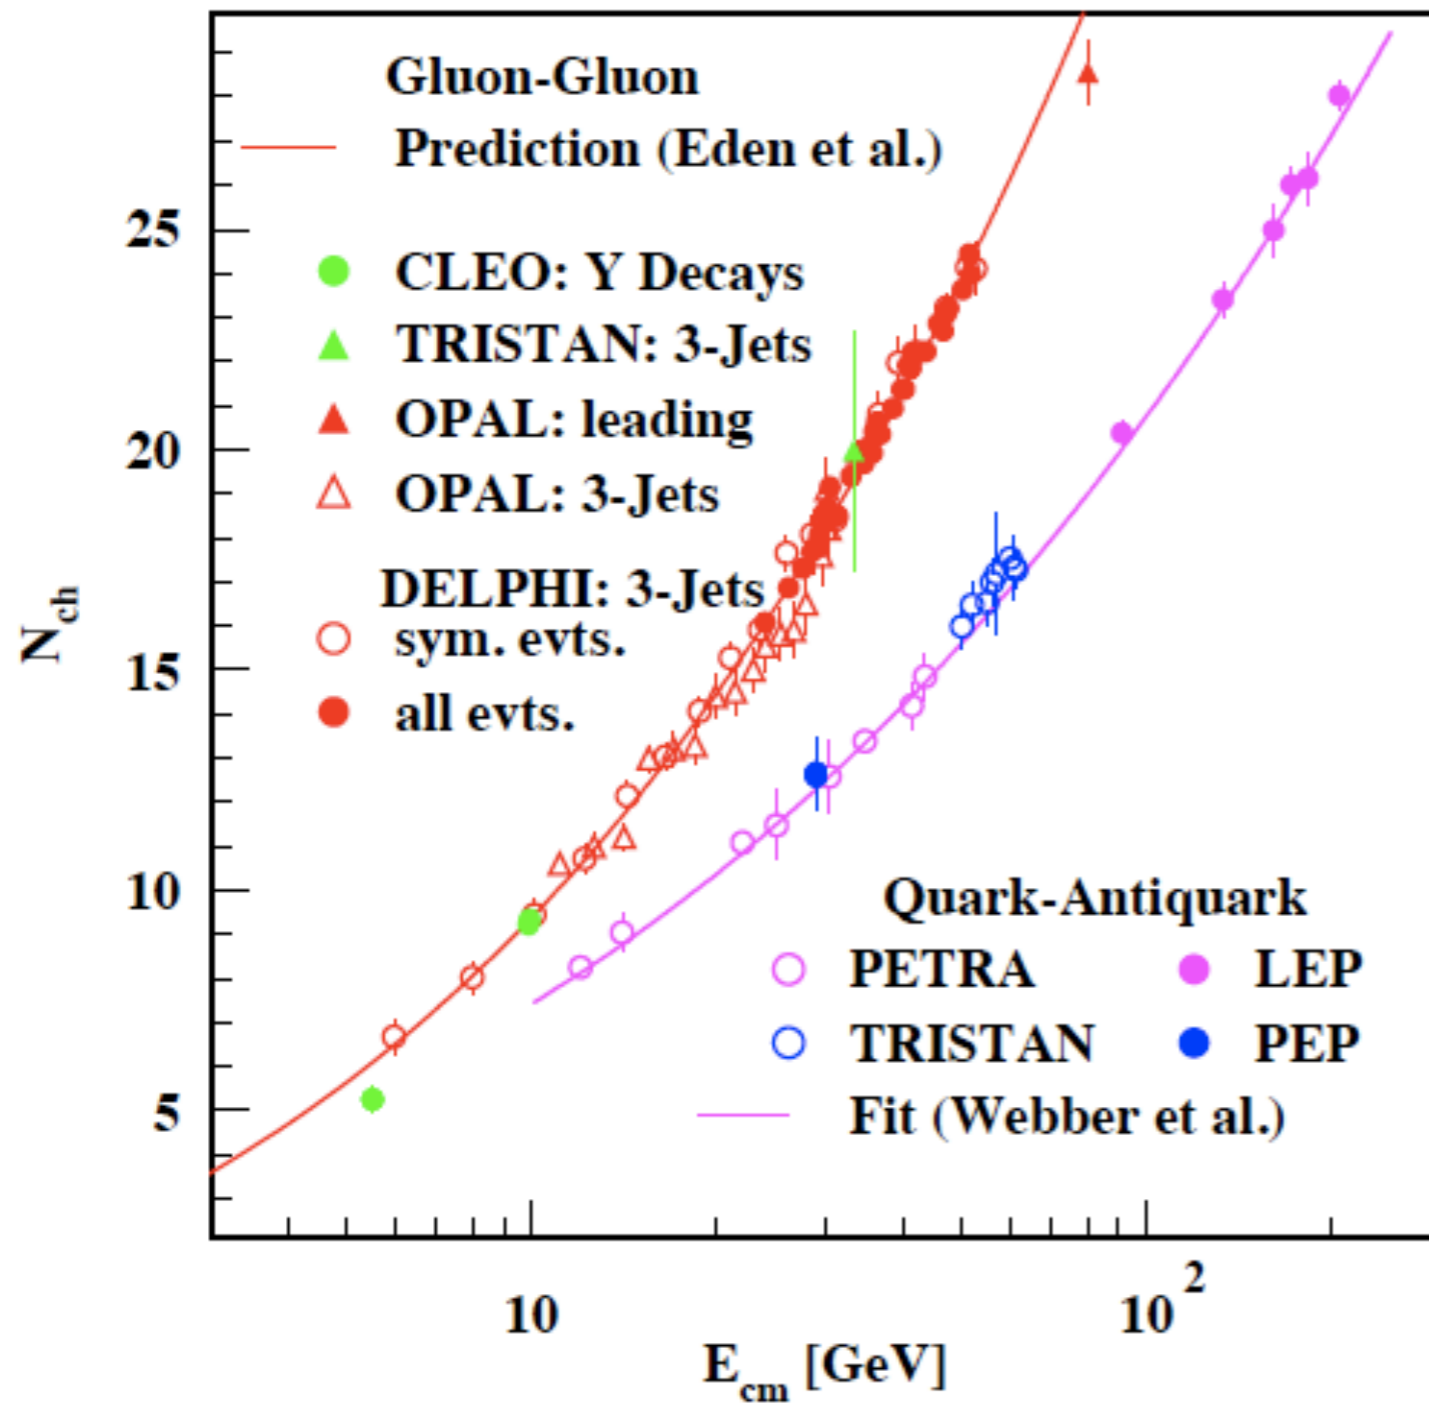 Gluon-Gluon
Prediction (Eden et al.)
CLEO: Y Decays
TRISTAN: 3-Jets
OPAL: leading
OPAL: 3-Jets
DELPHI: 3-Jets
sym. evts.
all evts.
Quark-Antiquark
PETRA LEP
TRISTAN PEP
Fit (Webber et al.)
N_ch
25
20
15
10
5
10 10^2
E_cm [GeV]